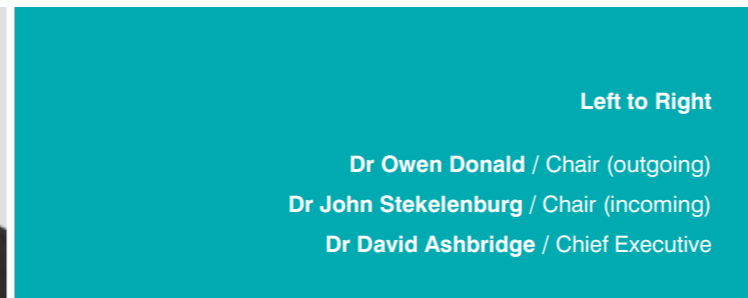 Left to Right
Dr Owen Donald / Chair (outgoing)
Dr John Stekelenburg / Chair (incoming)
Dr David Ashbridge / Chief Executive